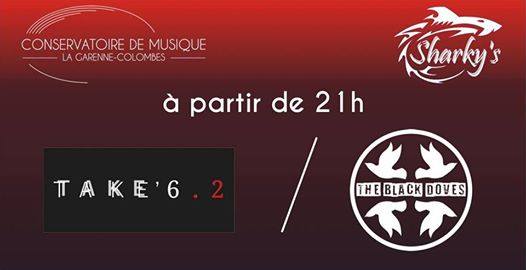 CONSERVATOIRE DE MUSIQUE
LA GARENNE-COLOMBES
Sharky's
à partir de 21h
TAKE'6.2
THE BLACK DOVES